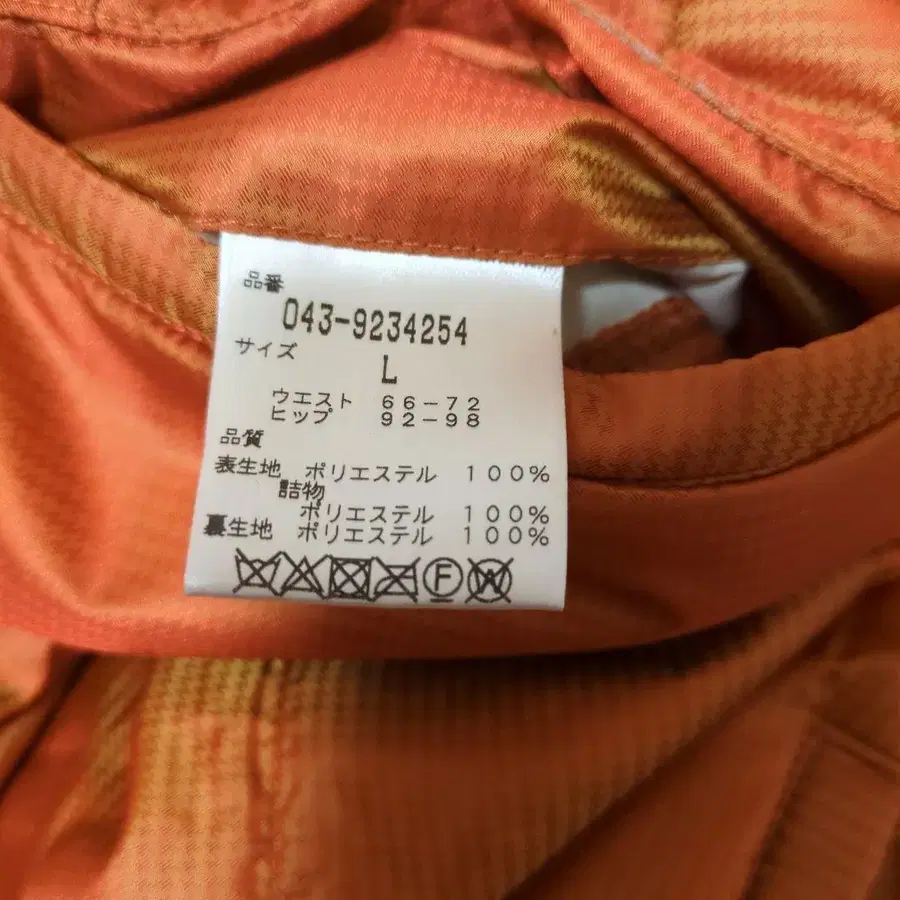 品番
043-9234254
サイズ
L
ウエスト 66-72
ヒップ 92-98
品質
表生地 ポリエステル 100%
詰物
ポリエステル 100%
裏生地 ポリエステル 100%
F W